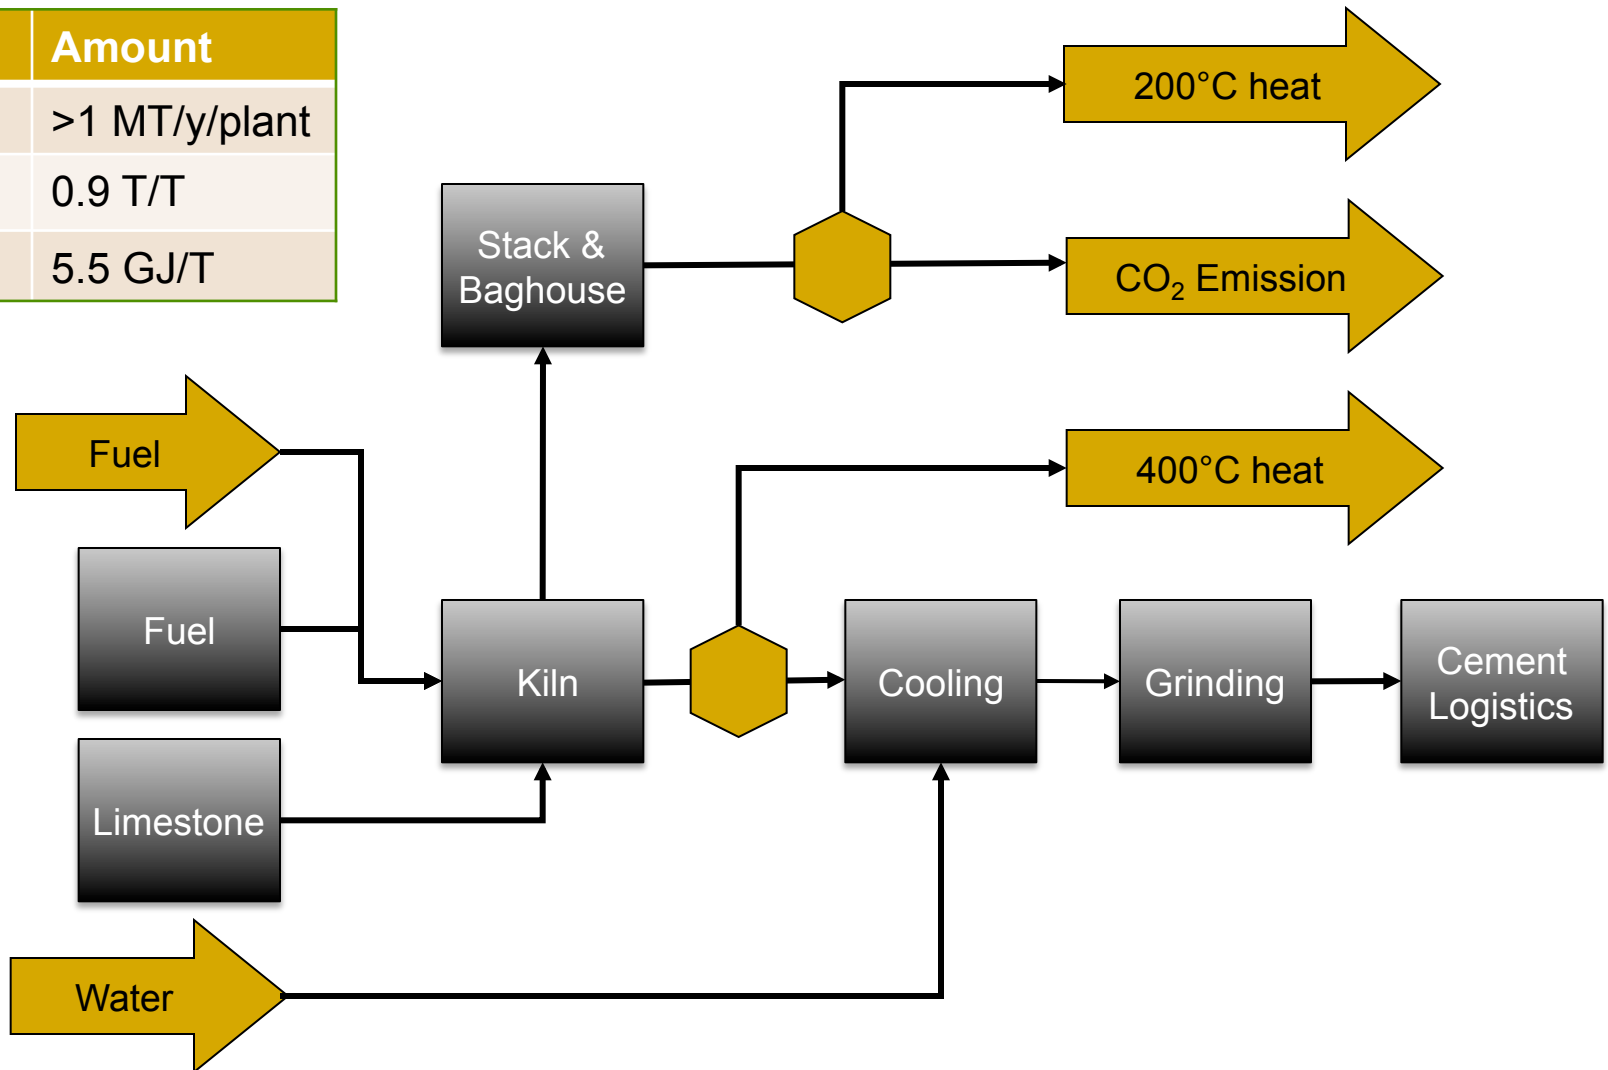 Amount
>1 MT/y/plant
0.9 T/T
5.5 GJ/T
200°C heat
Stack &
Baghouse
CO₂ Emission
Fuel
400°C heat
Fuel
Kiln
Cooling
Grinding
Cement
Logistics
Limestone
Water